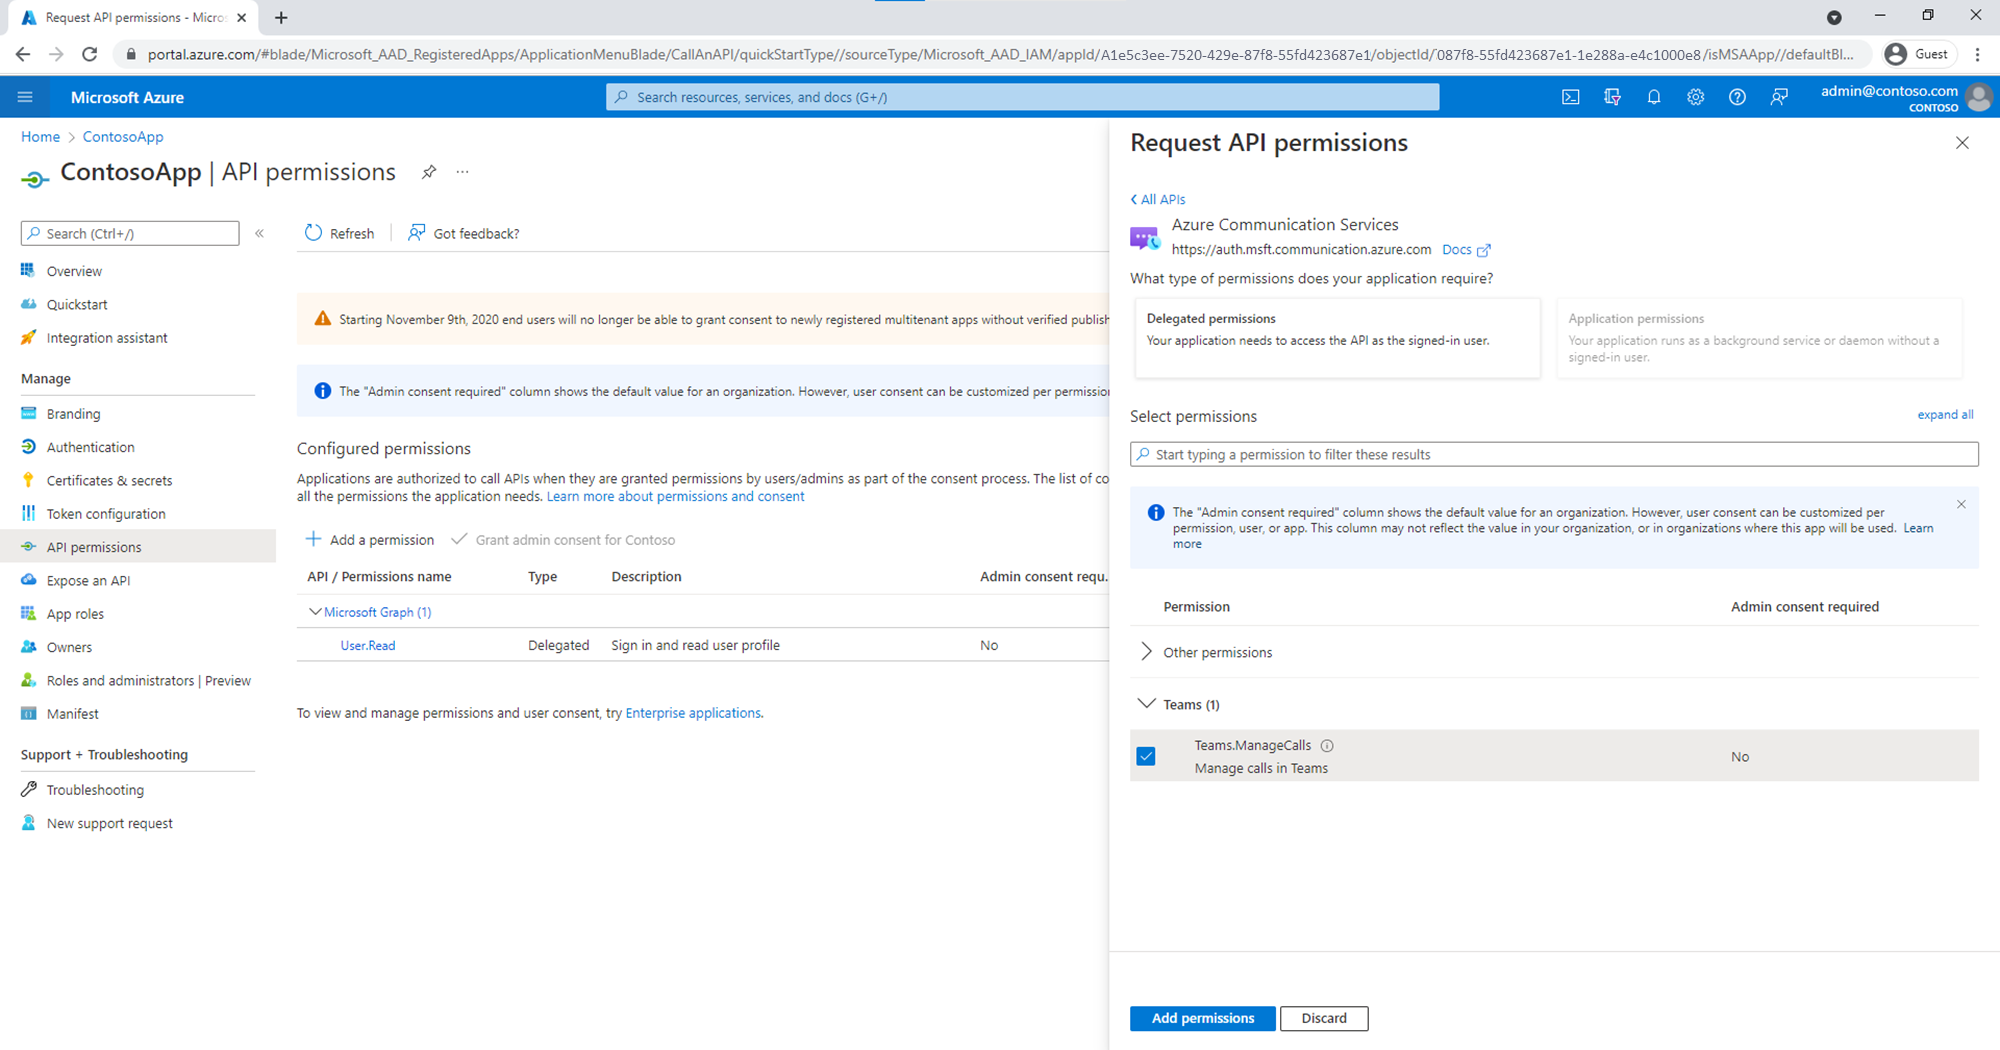 Request API permissions - Micro
Guest
portal.azure.com/#blade/Microsoft_AAD_RegisteredApps/ApplicationMenuBlade/CallAnAPI/quickStartType//sourceType/Microsoft_AAD_IAM/appId/A1e5c3ee-7520-429e-87f8-55fd423687e1/objectId/087f8-55fd423687e1-1e288a-e4c1000e8/isMSAApp//defaultBl...
Microsoft Azure
Search resources, services, and docs (G+/)
admin@contoso.com
CONTOSO
Home > ContosoApp
ContosoApp | API permissions
...
Search (Ctrl+/)
«
Overview
Quickstart
Integration assistant
Manage
Branding
Authentication
Certificates & secrets
Token configuration
API permissions
Expose an API
App roles
Owners
Roles and administrators | Preview
Manifest
Support + Troubleshooting
Troubleshooting
New support request
Refresh
Got feedback?
Starting November 9th, 2020 end users will no longer be able to grant consent to newly registered multitenant apps without verified publish
The "Admin consent required" column shows the default value for an organization. However, user consent can be customized per permission
Configured permissions
Applications are authorized to call APIs when they are granted permissions by users/admins as part of the consent process. The list of co
all the permissions the application needs. Learn more about permissions and consent
Add a permission
Grant admin consent for Contoso
API / Permissions name Type Description Admin consent requ.
Microsoft Graph (1)
User.Read Delegated Sign in and read user profile No
To view and manage permissions and user consent, try Enterprise applications.
Request API permissions
All APIs
Azure Communication Services
https://auth.msft.communication.azure.com Docs
What type of permissions does your application require?
Delegated permissions
Your application needs to access the API as the signed-in user.
Application permissions
Your application runs as a background service or daemon without a
signed-in user.
Select permissions
expand all
Start typing a permission to filter these results
The "Admin consent required" column shows the default value for an organization. However, user consent can be customized per
permission, user, or app. This column may not reflect the value in your organization, or in organizations where this app will be used. Learn
more
Permission Admin consent required
Other permissions
Teams (1)
Teams.ManageCalls
Manage calls in Teams
No
Add permissions
Discard